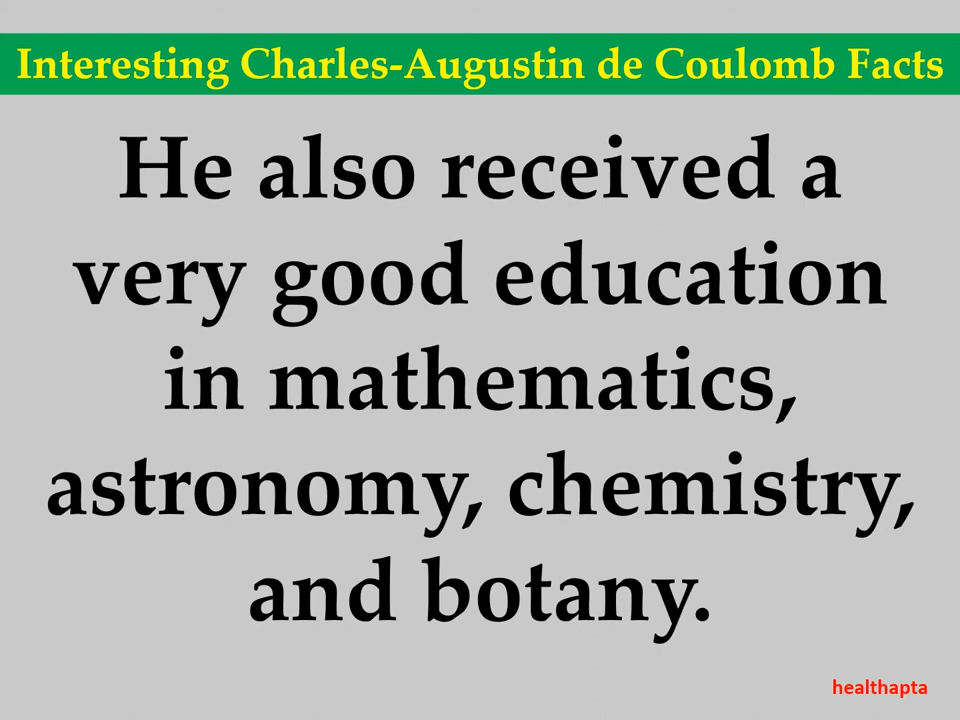 Interesting Charles-Augustin de Coulomb Facts
He also received a
very good education
in mathematics,
astronomy, chemistry,
and botany.
healthapta